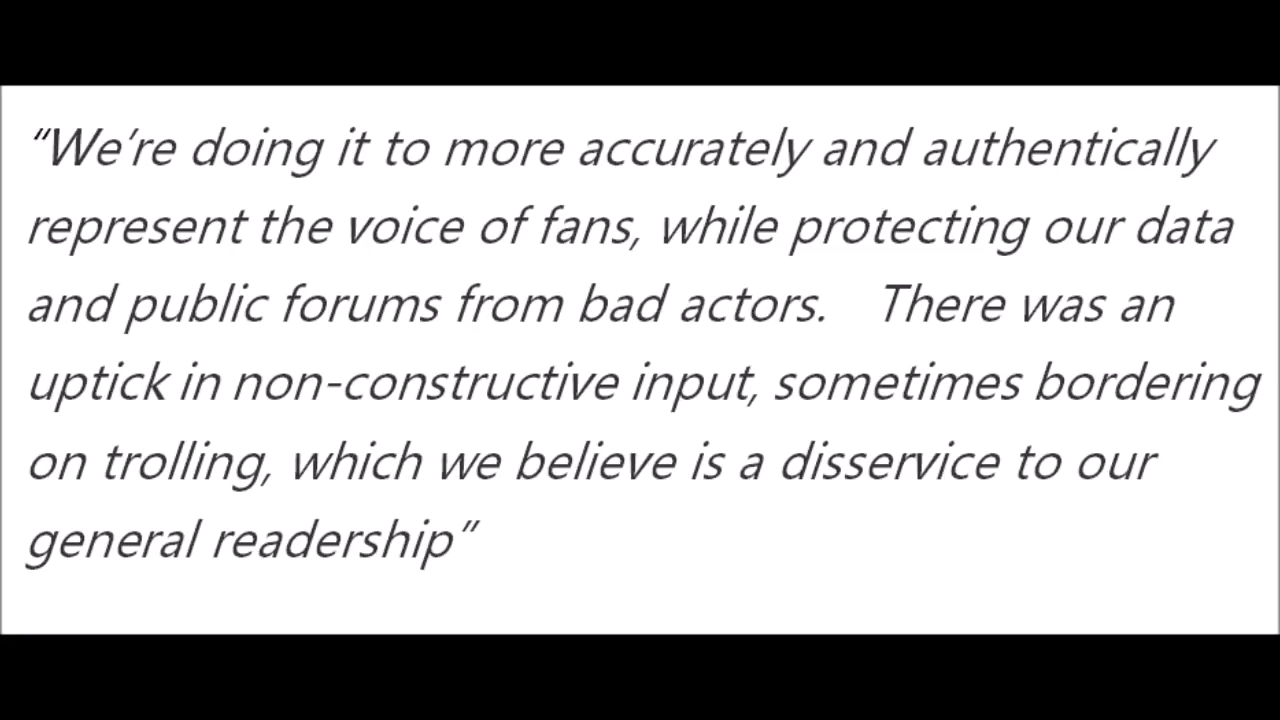 “We’re doing it to more accurately and authentically
represent the voice of fans, while protecting our data
and public forums from bad actors.    There was an
uptick in non-constructive input, sometimes bordering
on trolling, which we believe is a disservice to our
general readership”